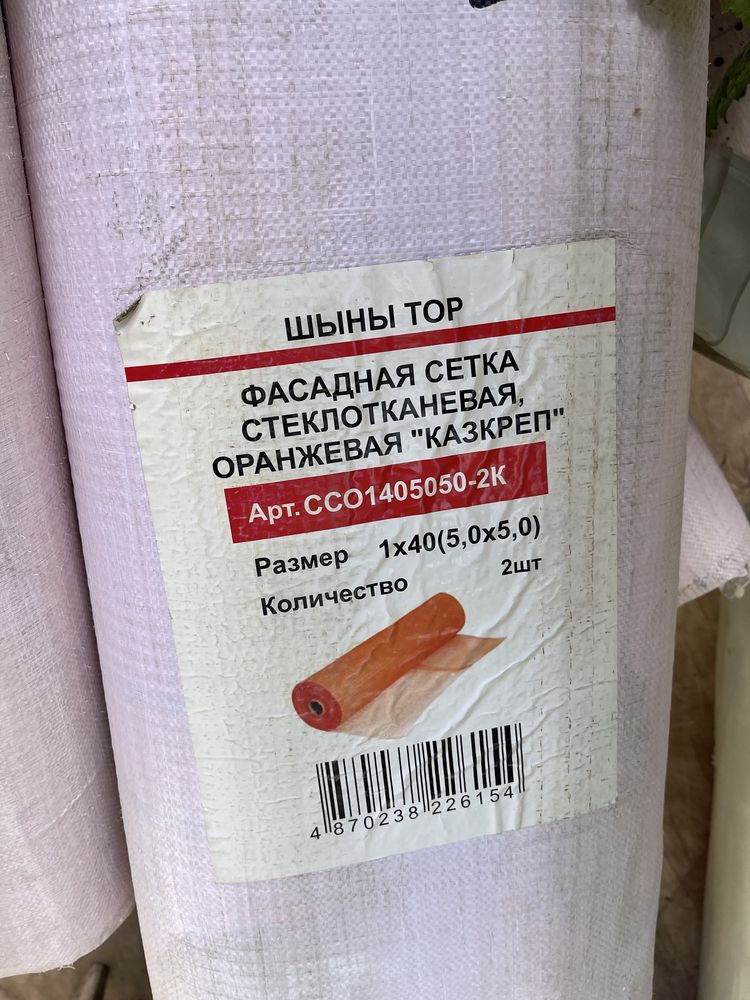 ШЫНЫ ТОР
ФАСАДНАЯ СЕТКА
СТЕКЛОТКАНЕВАЯ,
ОРАНЖЕВАЯ "КАЗКРЕП"
Арт. ССО1405050-2К
Размер 1х40(5,0х5,0)
Количество 2шт
4 870238 226154